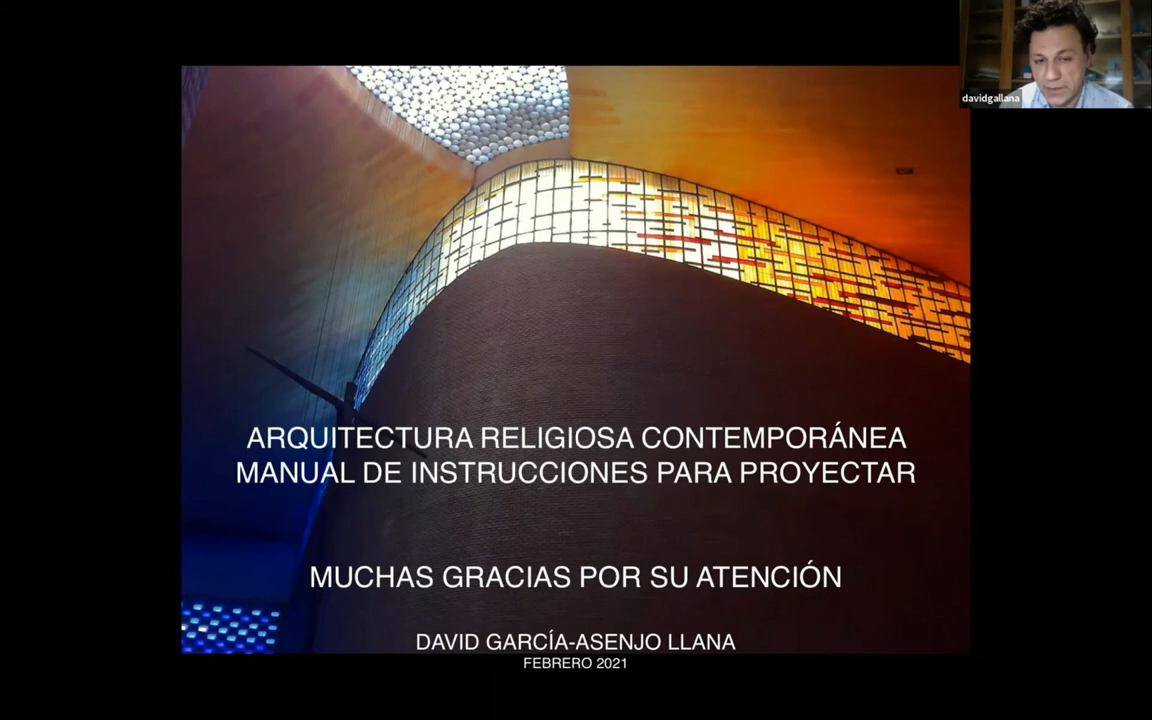 davidgallana
ARQUITECTURA RELIGIOSA CONTEMPORÁNEA
MANUAL DE INSTRUCCIONES PARA PROYECTAR
MUCHAS GRACIAS POR SU ATENCIÓN
DAVID GARCÍA-ASENJO LLANA
FEBRERO 2021